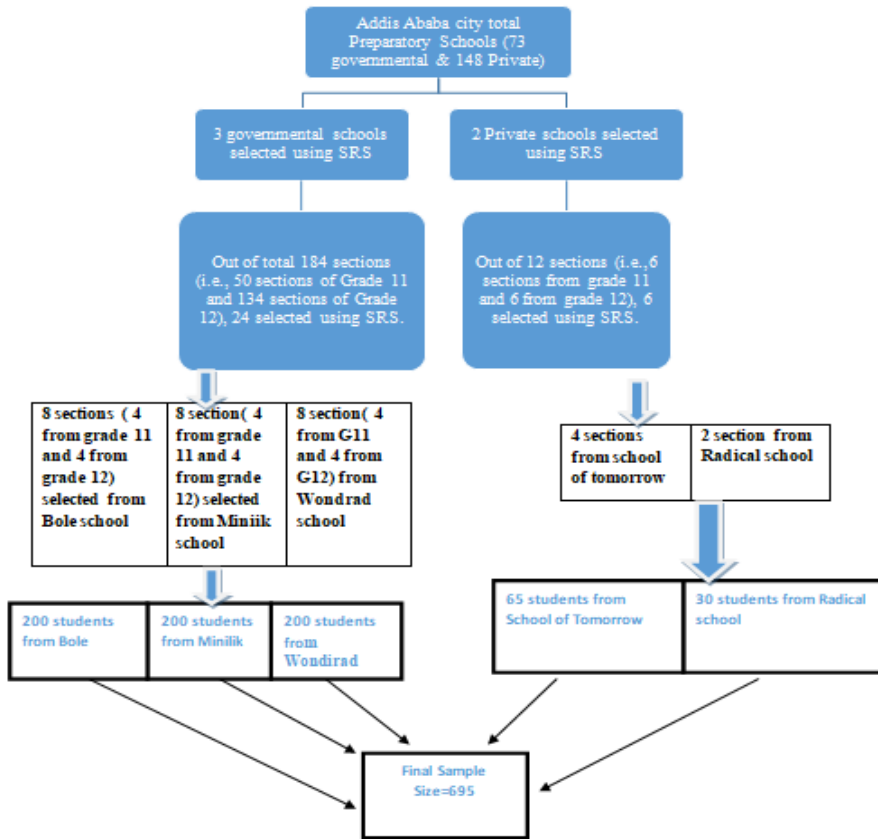 Addis Ababa city total
Preparatory Schools (73
governmental & 148 Private)
3 governmental schools
selected using SRS
2 Private schools selected
using SRS
Out of total 184 sections
(i.e., 50 sections of Grade 11
and 134 sections of Grade
12), 24 selected using SRS.
Out of 12 sections (i.e.,6
sections from grade 11
and 6 from grade 12), 6
selected using SRS.
8 sections ( 4
from grade 11
and 4 from
grade 12)
selected from
Bole school
8 section( 4
from grade
11 and 4
from grade
12) selected
from Miniik
school
8 section( 4
from G11
and 4 from
G12) from
Wondrad
school
4 sections
from school
of tomorrow
2 section from
Radical school
200 students
from Bole
200 students
from Minilik
200 students
from
Wondirad
65 students from
School of Tomorrow
30 students from Radical
school
Final Sample
Size=695